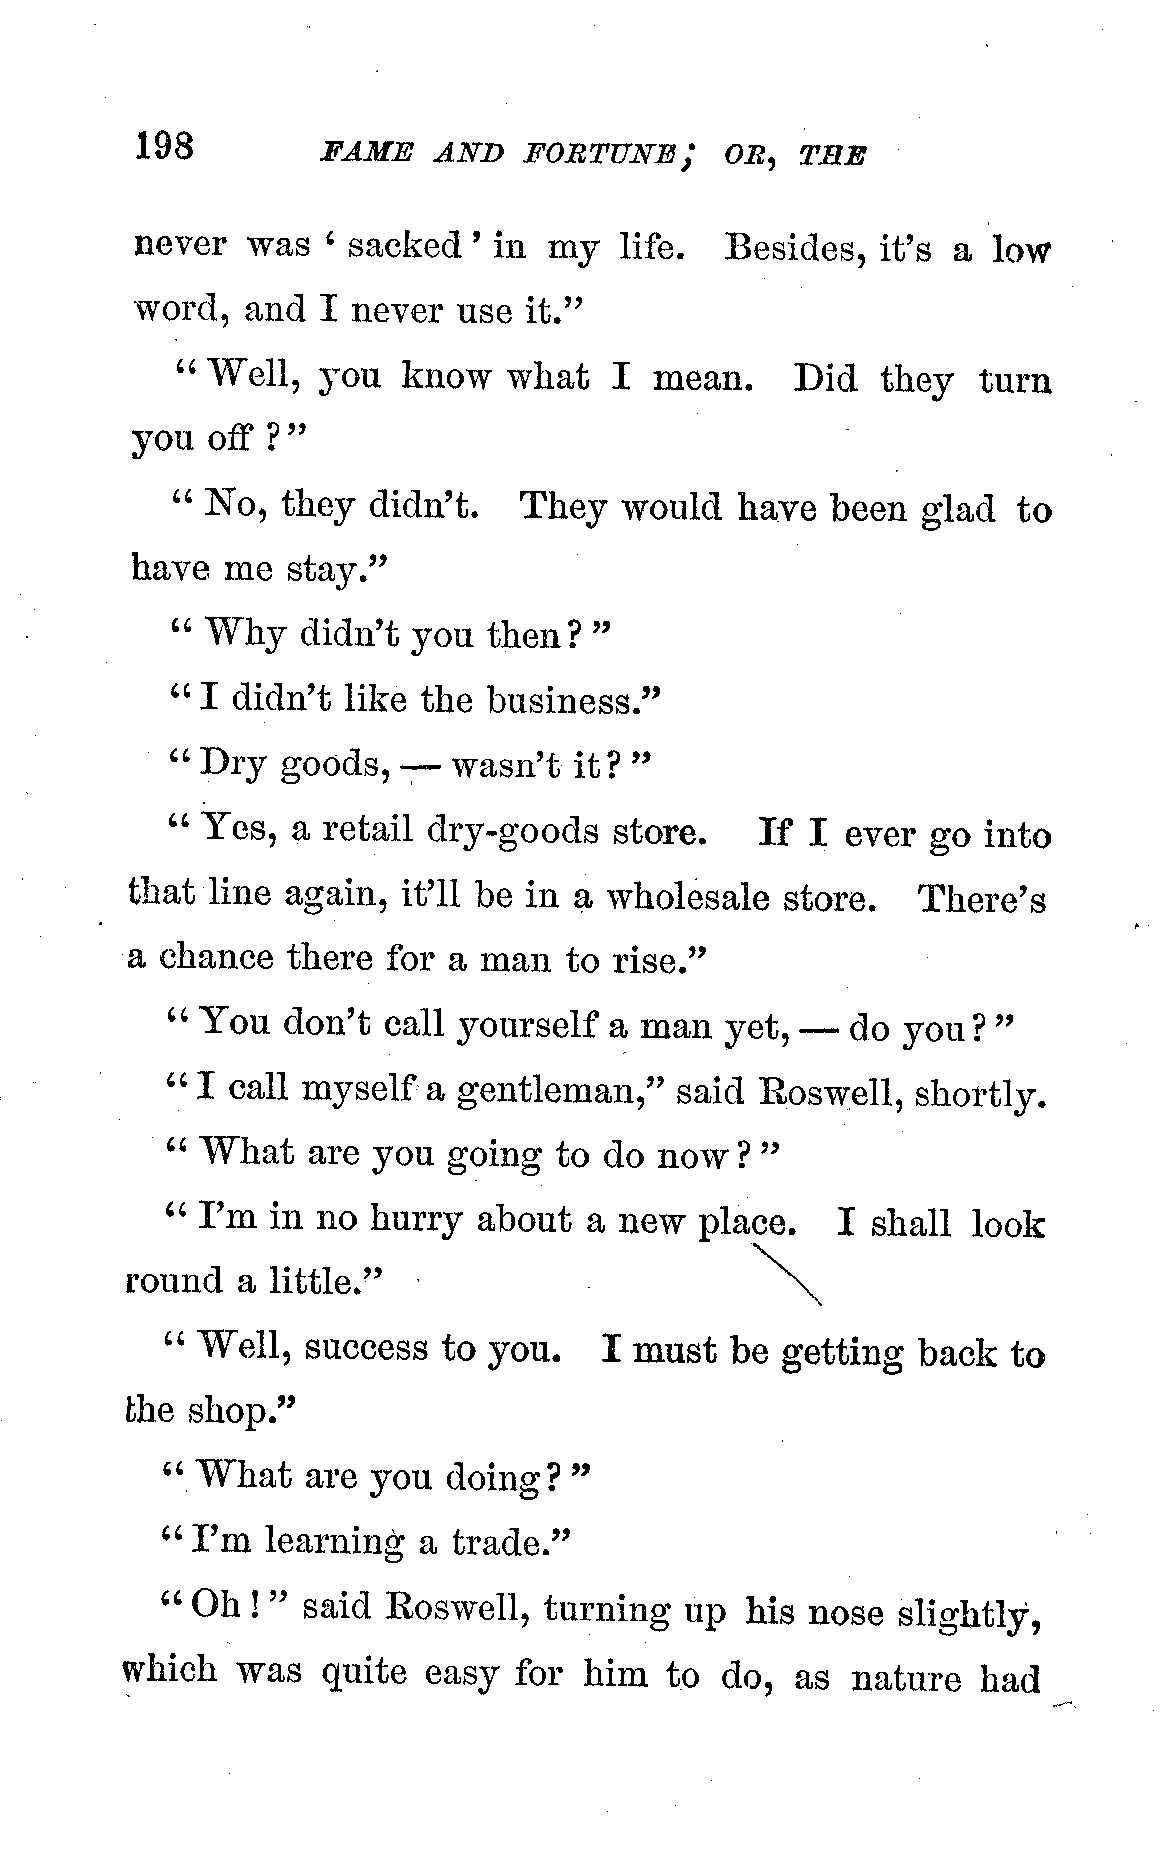 198 FAME AND FORTUNE; OR, THE
never was ‘ sacked ’ in my life. Besides, it’s a low
word, and I never use it.”
“ Well, you know what I mean. Did they turn
you off ?”
“ No, they didn’t. They would have been glad to
have me stay.”
“ Why didn’t you then? ”
“ I didn’t like the business.”
“ Dry goods, — wasn’t it? ”
“ Yes, a retail dry-goods store. If I ever go into
that line again, it’ll be in a wholesale store. There’s
a chance there for a man to rise.”
“ You don’t call yourself a man yet, — do you? ”
“ I call myself a gentleman,” said Roswell, shortly.
“ What are you going to do now? ”
“ I’m in no hurry about a new place. I shall look
round a little.”
“ Well, success to you. I must be getting back to
the shop.”
“ What are you doing? ”
“ I’m learning a trade.”
“ Oh! ” said Roswell, turning up his nose slightly,
which was quite easy for him to do, as nature had